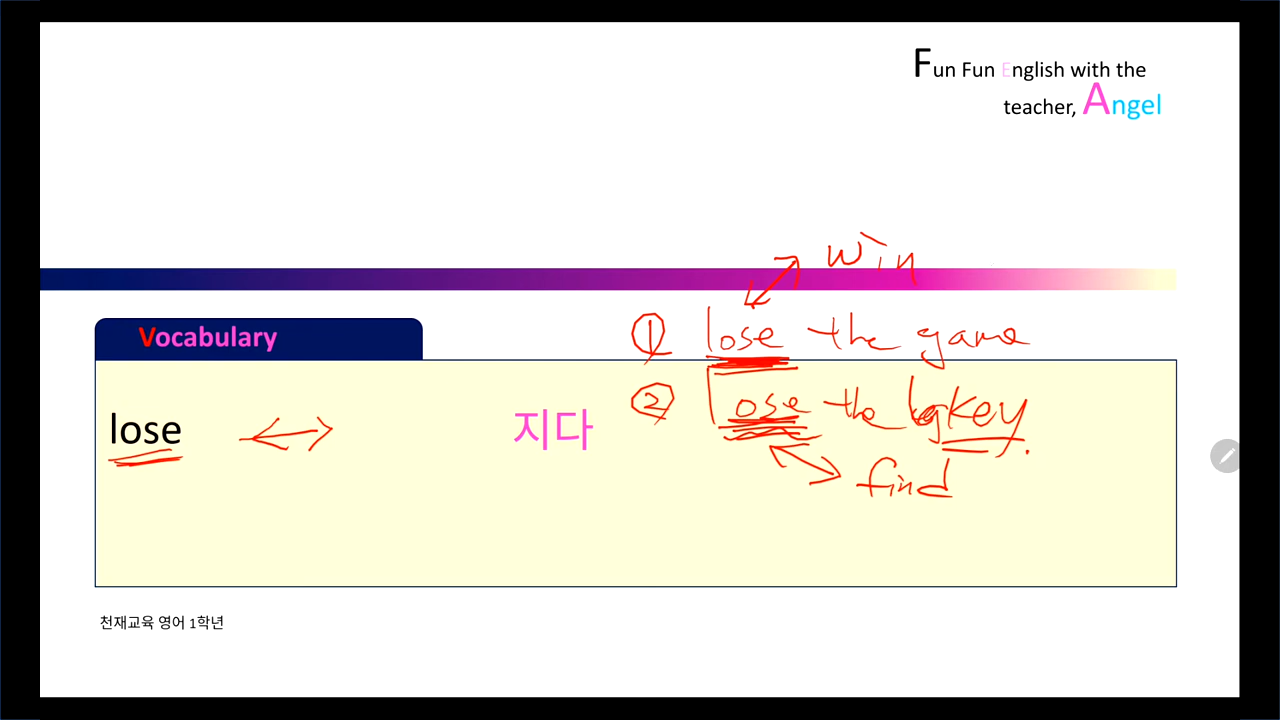 Fun Fun English with the
teacher, Angel
win
Vocabulary
① lose the game
② lose the key.
lose
지다
find
천재교육 영어 1학년